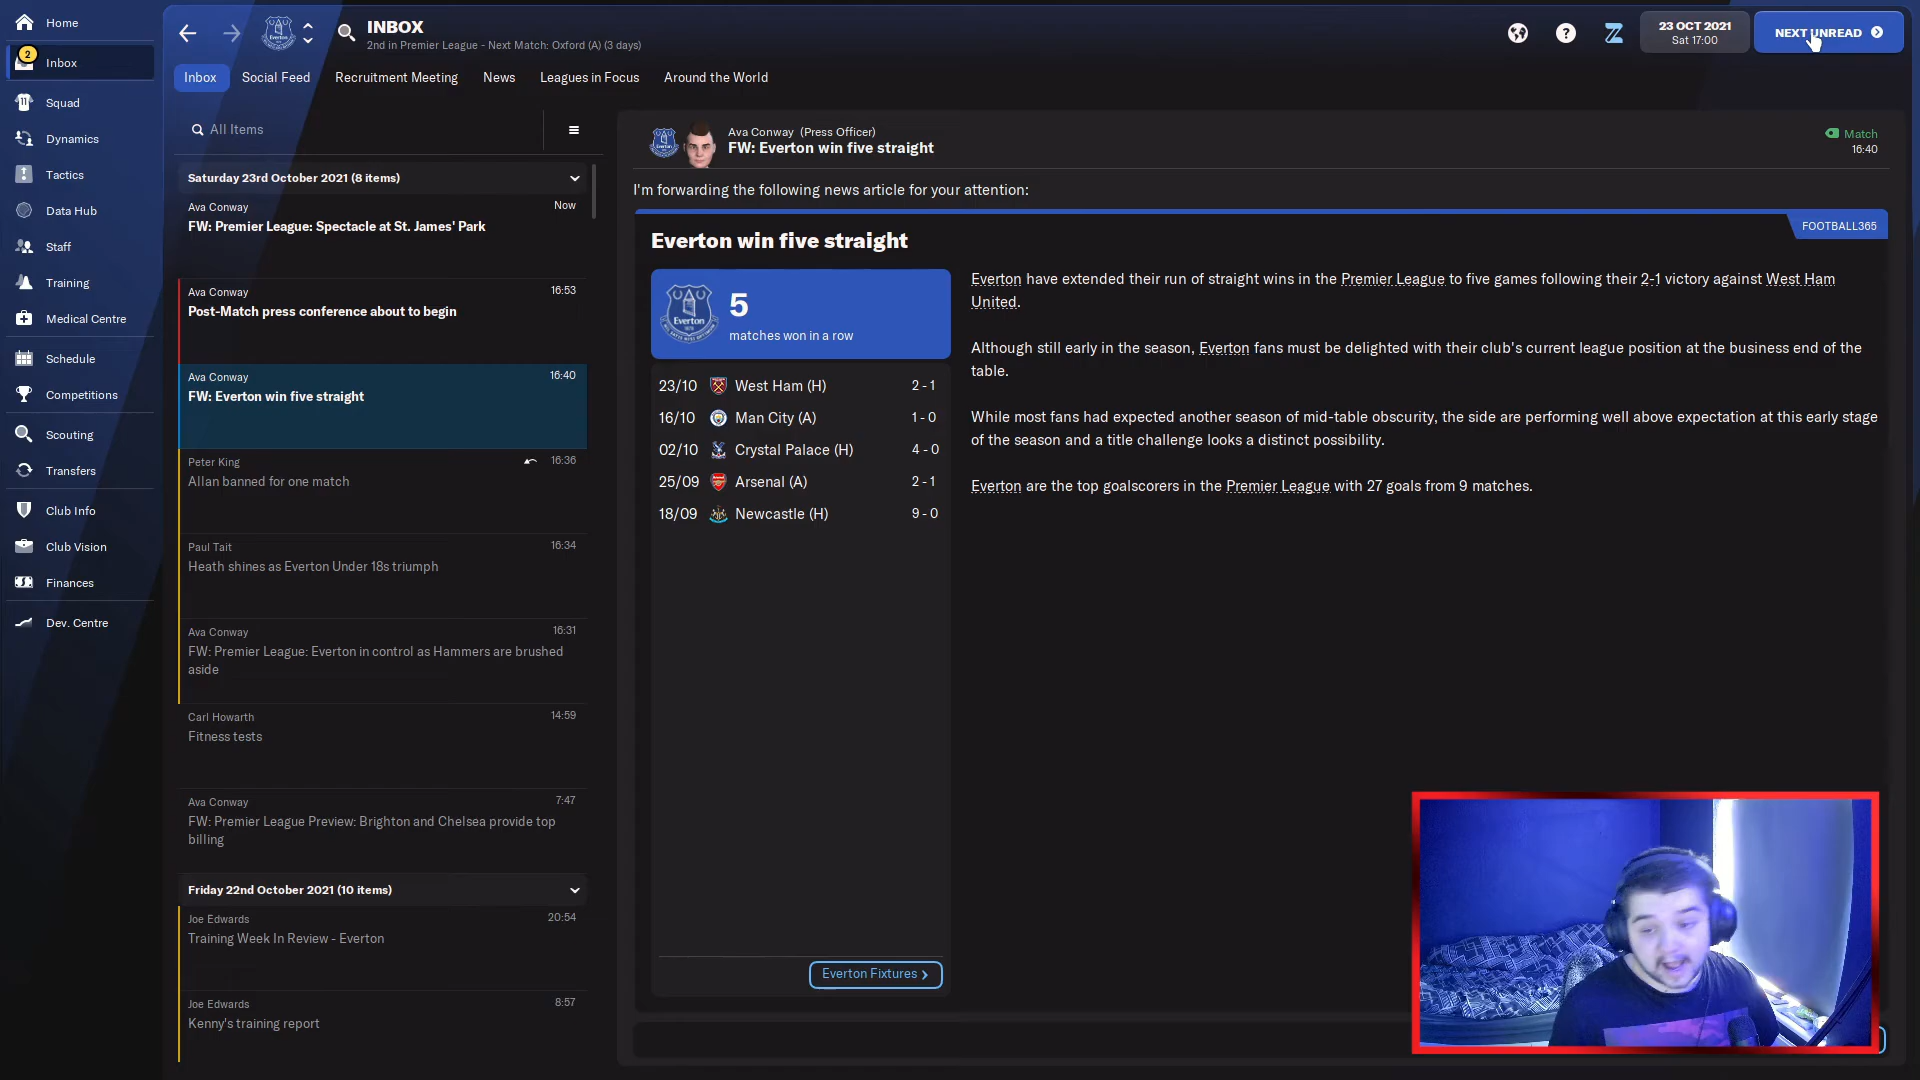 Home
2
Inbox
Squad
Dynamics
Tactics
Data Hub
Staff
Training
Medical Centre
Schedule
Competitions
Scouting
Transfers
Club Info
Club Vision
Finances
Dev. Centre
INBOX
2nd in Premier League - Next Match: Oxford (A) (3 days)
23 OCT 2021
Sat 17:00
NEXT UNREAD
Inbox Social Feed Recruitment Meeting News Leagues in Focus Around the World
All Items
Saturday 23rd October 2021 (8 items)
Ava Conway Now
FW: Premier League: Spectacle at St. James' Park
Ava Conway 16:53
Post-Match press conference about to begin
Ava Conway 16:40
FW: Everton win five straight
Peter King 16:36
Allan banned for one match
Paul Tait 16:34
Heath shines as Everton Under 18s triumph
Ava Conway 16:31
FW: Premier League: Everton in control as Hammers are brushed
aside
Carl Howarth 14:59
Fitness tests
Ava Conway 7:47
FW: Premier League Preview: Brighton and Chelsea provide top
billing
Friday 22nd October 2021 (10 items)
Joe Edwards 20:54
Training Week In Review - Everton
Joe Edwards 8:57
Kenny's training report
Ava Conway (Press Officer)
FW: Everton win five straight
Match
16:40
I'm forwarding the following news article for your attention:
FOOTBALL365
Everton win five straight
Everton
5
matches won in a row
23/10 West Ham (H) 2 - 1
16/10 Man City (A) 1 - 0
02/10 Crystal Palace (H) 4 - 0
25/09 Arsenal (A) 2 - 1
18/09 Newcastle (H) 9 - 0
Everton Fixtures
Everton have extended their run of straight wins in the Premier League to five games following their 2-1 victory against West Ham
United.
Although still early in the season, Everton fans must be delighted with their club's current league position at the business end of the
table.
While most fans had expected another season of mid-table obscurity, the side are performing well above expectation at this early stage
of the season and a title challenge looks a distinct possibility.
Everton are the top goalscorers in the Premier League with 27 goals from 9 matches.